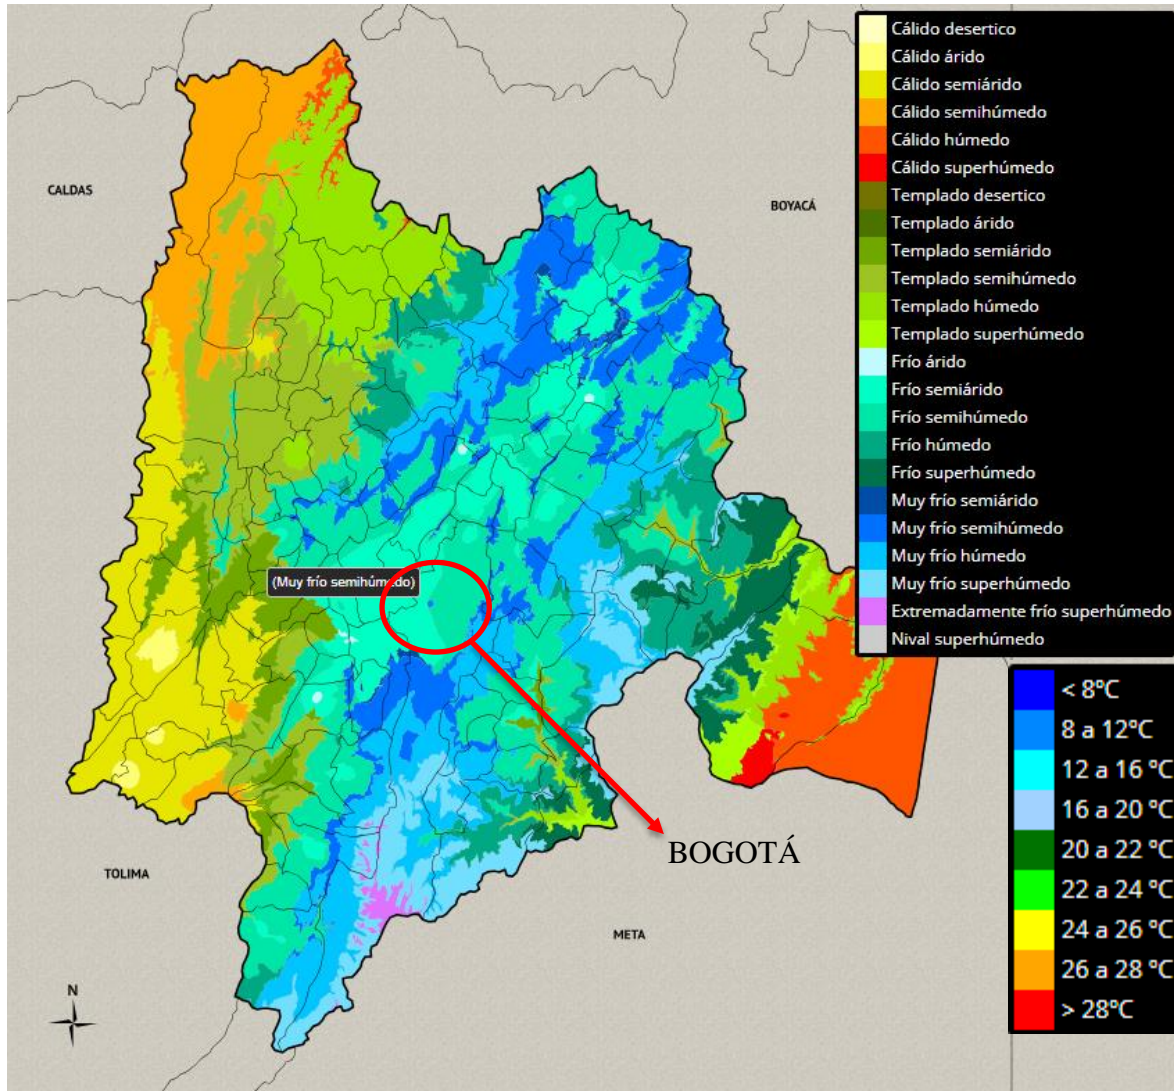 Cálido desertico
Cálido árido
Cálido semiárido
Cálido semihúmedo
Cálido húmedo
Cálido superhúmedo
Templado desertico
Templado árido
Templado semiárido
Templado semihúmedo
Templado húmedo
Templado superhúmedo
Frío árido
Frío semiárido
Frío semihúmedo
Frío húmedo
Frío superhúmedo
Muy frío semiárido
Muy frío semihúmedo
Muy frío húmedo
Muy frío superhúmedo
Extremadamente frío superhúmedo
Nival superhúmedo
CALDAS
BOYACÁ
(Muy frío semihúmedo)
< 8ºC
8 a 12ºC
12 a 16 ºC
16 a 20 ºC
20 a 22 ºC
22 a 24 ºC
24 a 26 ºC
26 a 28 ºC
> 28ºC
BOGOTÁ
TOLIMA
META
N